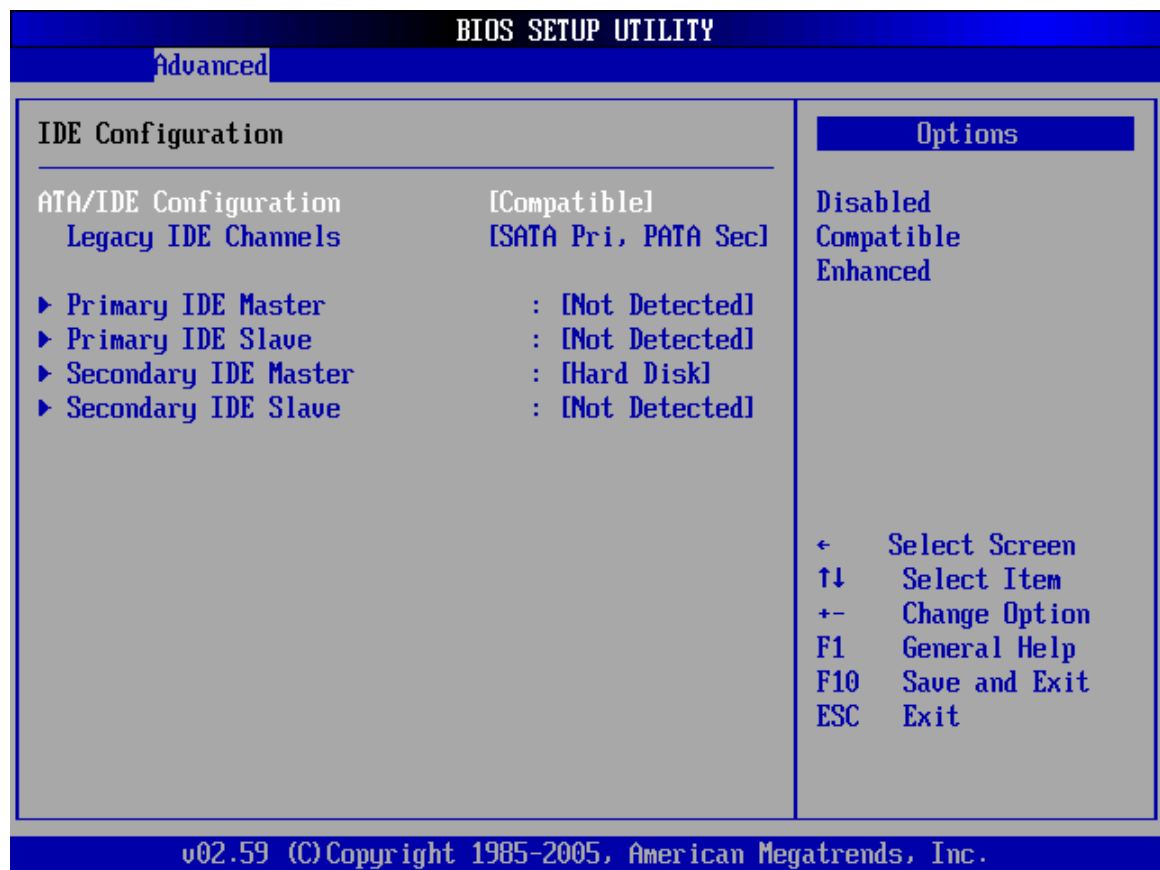 BIOS SETUP UTILITY
Advanced
IDE Configuration
ATA/IDE Configuration [Compatible]
Legacy IDE Channels [SATA Pri, PATA Sec]
Primary IDE Master : [Not Detected]
Primary IDE Slave : [Not Detected]
Secondary IDE Master : [Hard Disk]
Secondary IDE Slave : [Not Detected]
Options
Disabled
Compatible
Enhanced
← Select Screen
↑↓ Select Item
+- Change Option
F1 General Help
F10 Save and Exit
ESC Exit
v02.59 (C)Copyright 1985-2005, American Megatrends, Inc.